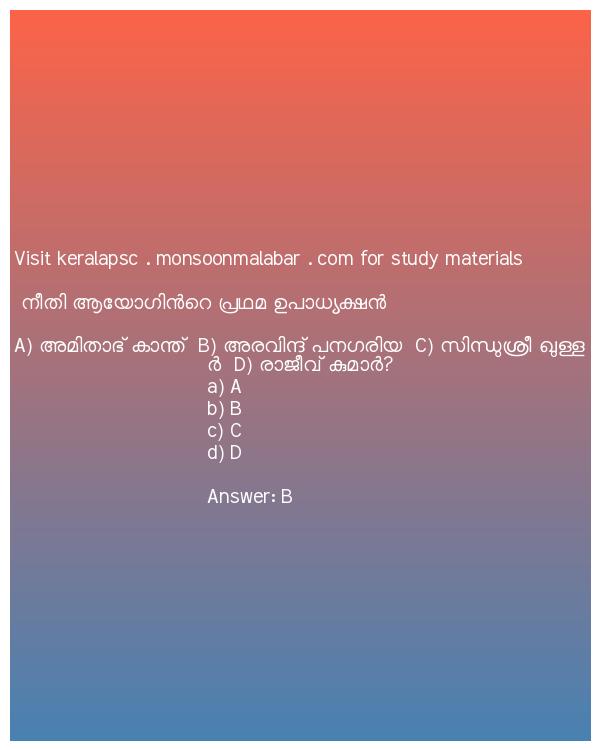 Visit keralapsc . monsoonmalabar . com for study materials
നീതി ആയോഗിൻറെ പ്രഥമ ഉപാധ്യക്ഷൻ
A) അമിതാഭ് കാന്ത് B) അരവിന്ദ് പനഗരിയ C) സിന്ധുശ്രീ ഖുള്ള
ർ D) രാജീവ് കുമാർ?
a) A
b) B
c) C
d) D
Answer: B